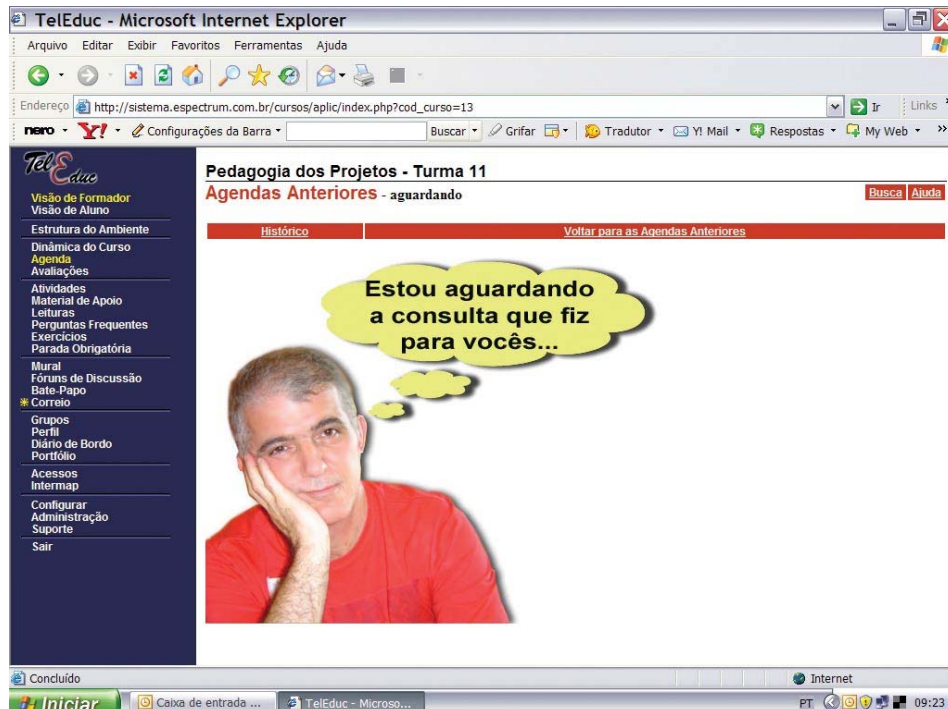 TelEduc - Microsoft Internet Explorer
Arquivo Editar Exibir Favoritos Ferramentas Ajuda
Endereço http://sistema.espectrum.com.br/cursos/aplic/index.php?cod_curso=13 Ir Links
nero Y! Configurações da Barra Buscar Grifar Tradutor Y! Mail Respostas My Web »
TelEduc
Visão de Formador
Visão de Aluno
Estrutura do Ambiente
Dinâmica do Curso
Agenda
Avaliações
Atividades
Material de Apoio
Leituras
Perguntas Frequentes
Exercícios
Parada Obrigatória
Mural
Fóruns de Discussão
Bate-Papo
Correio
Grupos
Perfil
Diário de Bordo
Portfólio
Acessos
Intermap
Configurar
Administração
Suporte
Sair
Pedagogia dos Projetos - Turma 11
Agendas Anteriores - aguardando
Busca Ajuda
Histórico Voltar para as Agendas Anteriores
Estou aguardando
a consulta que fiz
para vocês...
Concluído Internet
Iniciar Caixa de entrada ... TelEduc - Microso... PT 09:23